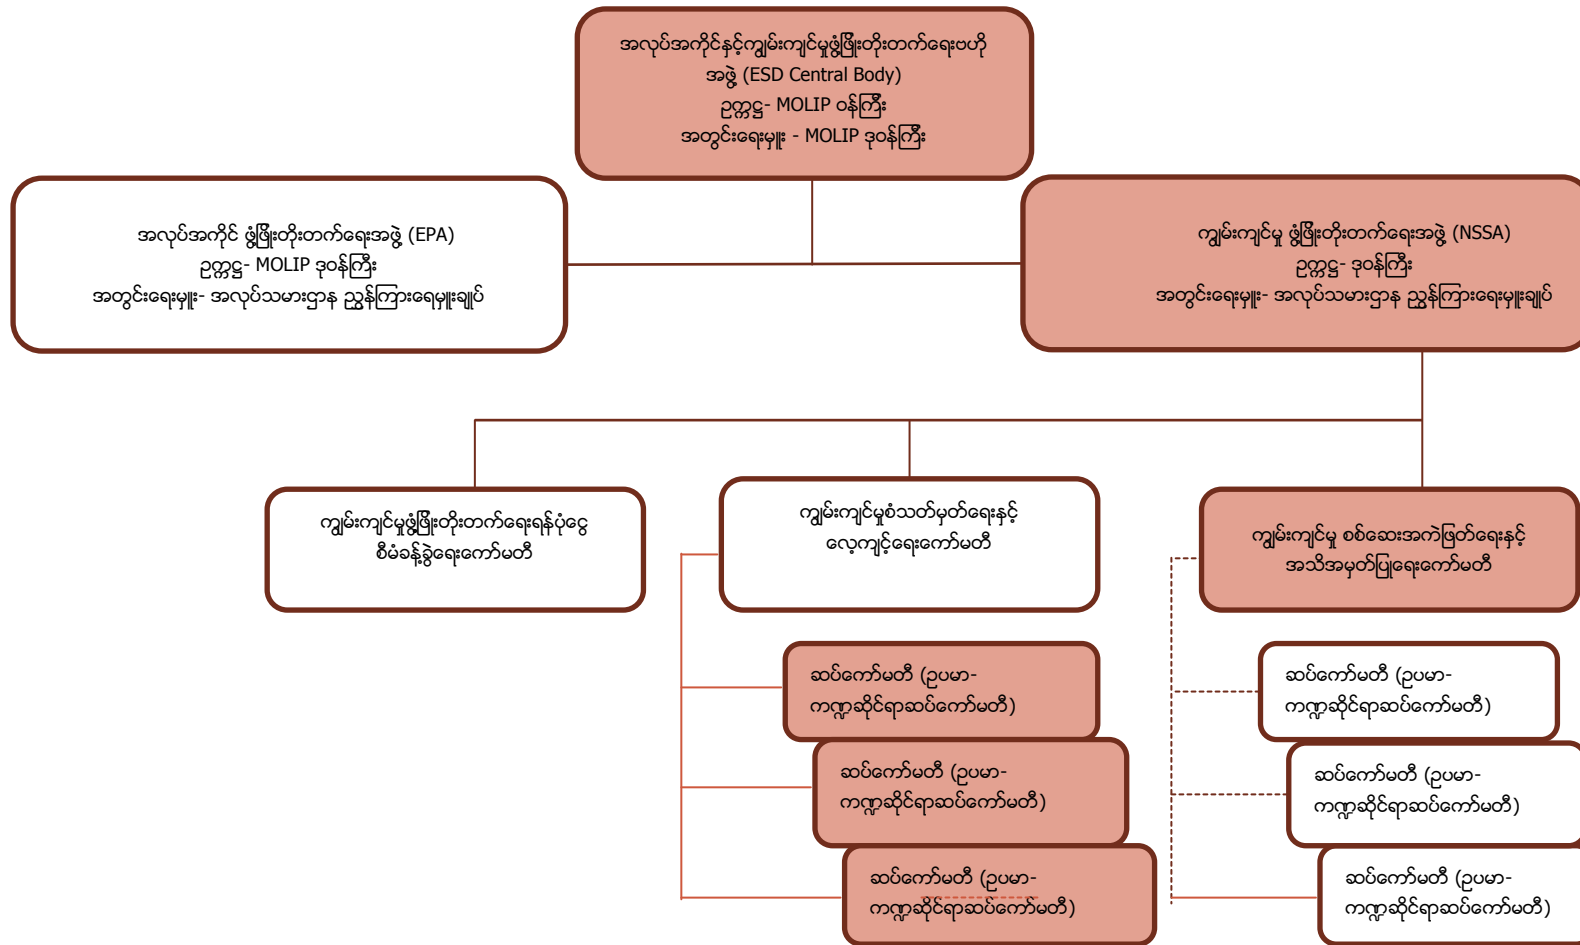 အလုပ်အကိုင်နှင့်ကျွမ်းကျင်မှုဖွံ့ဖြိုးတိုးတက်ရေးဗဟို
အဖွဲ့ (ESD Central Body)
ဥက္ကဋ္ဌ- MOLIP ဝန်ကြီး
အတွင်းရေးမှူး - MOLIP ဒုဝန်ကြီး
အလုပ်အကိုင် ဖွံ့ဖြိုးတိုးတက်ရေးအဖွဲ့ (EPA)
ဥက္ကဋ္ဌ- MOLIP ဒုဝန်ကြီး
အတွင်းရေးမှူး- အလုပ်သမားဌာန ညွှန်ကြားရေမှူးချုပ်
ကျွမ်းကျင်မှု ဖွံ့ဖြိုးတိုးတက်ရေးအဖွဲ့ (NSSA)
ဥက္ကဋ္ဌ- ဒုဝန်ကြီး
အတွင်းရေးမှူး- အလုပ်သမားဌာန ညွှန်ကြားရေးမှူးချုပ်
ကျွမ်းကျင်မှုဖွံ့ဖြိုးတိုးတက်ရေးရန်ပုံငွေ
စီမံခန့်ခွဲရေးကော်မတီ
ကျွမ်းကျင်မှုစံသတ်မှတ်ရေးနှင့်
လေ့ကျင့်ရေးကော်မတီ
ကျွမ်းကျင်မှု စစ်ဆေးအကဲဖြတ်ရေးနှင့်
အသိအမှတ်ပြုရေးကော်မတီ
ဆပ်ကော်မတီ (ဥပမာ-
ကဏ္ဍဆိုင်ရာဆပ်ကော်မတီ)
ဆပ်ကော်မတီ (ဥပမာ-
ကဏ္ဍဆိုင်ရာဆပ်ကော်မတီ)
ဆပ်ကော်မတီ (ဥပမာ-
ကဏ္ဍဆိုင်ရာဆပ်ကော်မတီ)
ဆပ်ကော်မတီ (ဥပမာ-
ကဏ္ဍဆိုင်ရာဆပ်ကော်မတီ)
ဆပ်ကော်မတီ (ဥပမာ-
ကဏ္ဍဆိုင်ရာဆပ်ကော်မတီ)
ဆပ်ကော်မတီ (ဥပမာ-
ကဏ္ဍဆိုင်ရာဆပ်ကော်မတီ)